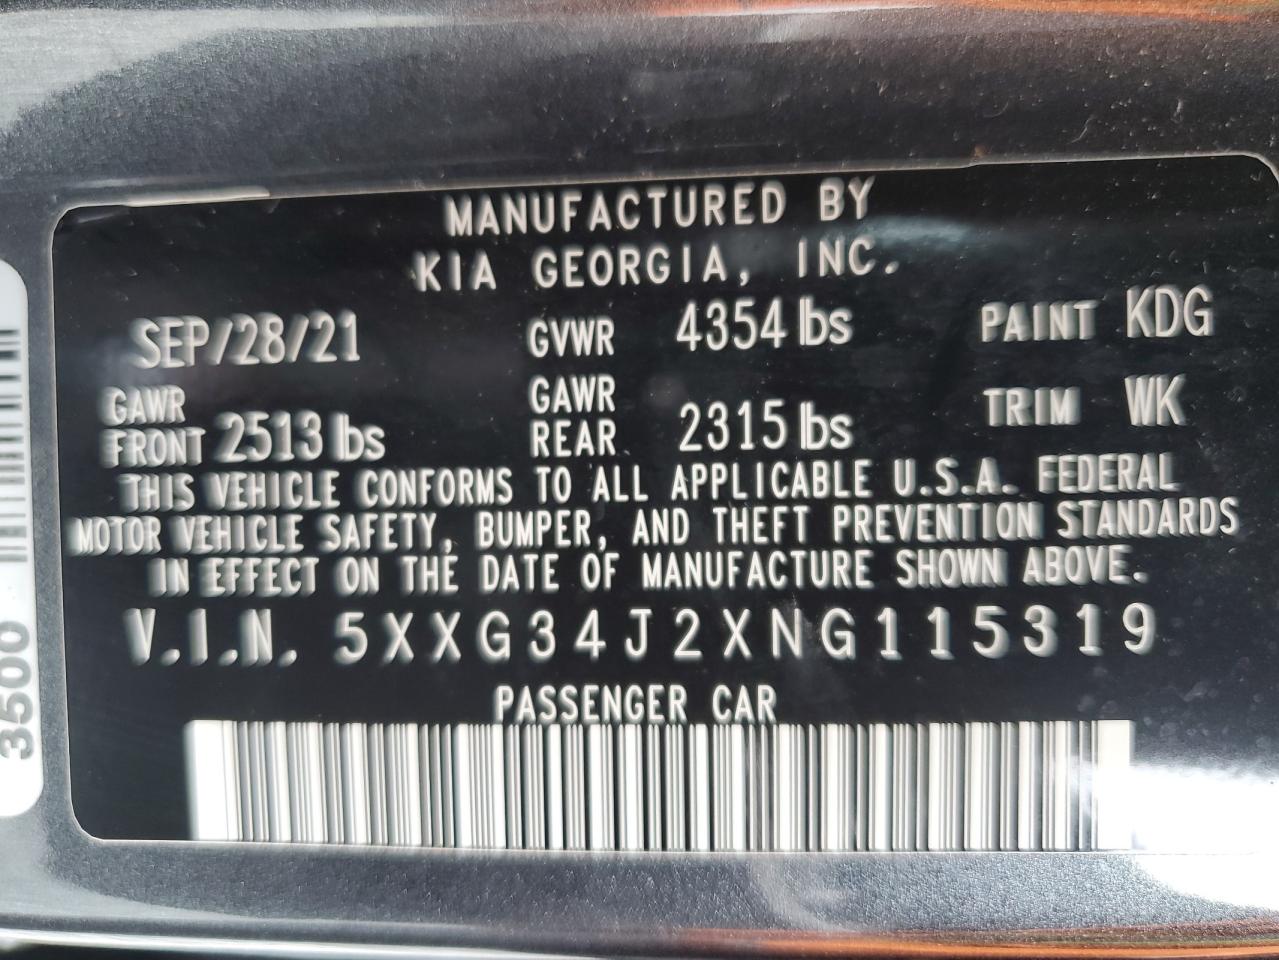 MANUFACTURED BY
KIA GEORGIA, INC.
SEP/28/21 GVWR 4354 lbs PAINT KDG
GAWR FRONT 2513 lbs GAWR REAR 2315 lbs TRIM WK
THIS VEHICLE CONFORMS TO ALL APPLICABLE U.S.A. FEDERAL
MOTOR VEHICLE SAFETY, BUMPER, AND THEFT PREVENTION STANDARDS
IN EFFECT ON THE DATE OF MANUFACTURE SHOWN ABOVE.
V.I.N. 5XXG34J2XNG115319
PASSENGER CAR
3500